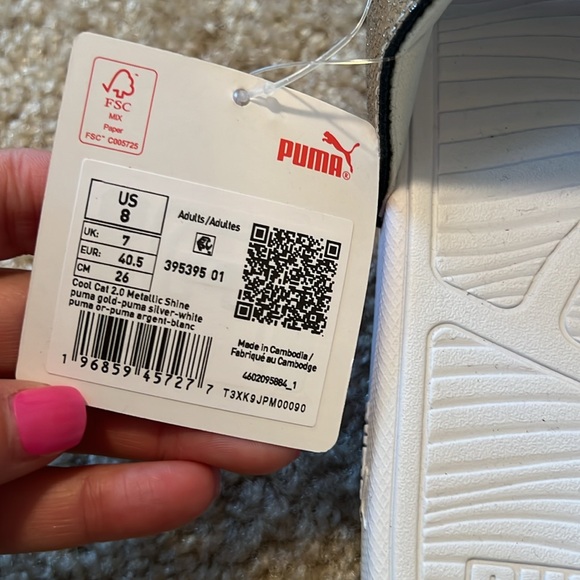 FSC
MIX
Paper
FSC™ C005725
PUMA®
US
8
UK: 7
EUR: 40.5
CM 26
Adults/Adultes
395395 01
Cool Cat 2.0 Metallic Shine
puma gold-puma silver-white
puma or-puma argent-blanc
Made in Cambodia /
Fabriqué au Cambodge
4602095884_1
1 96859 45727 7
T3XK9JPM00090